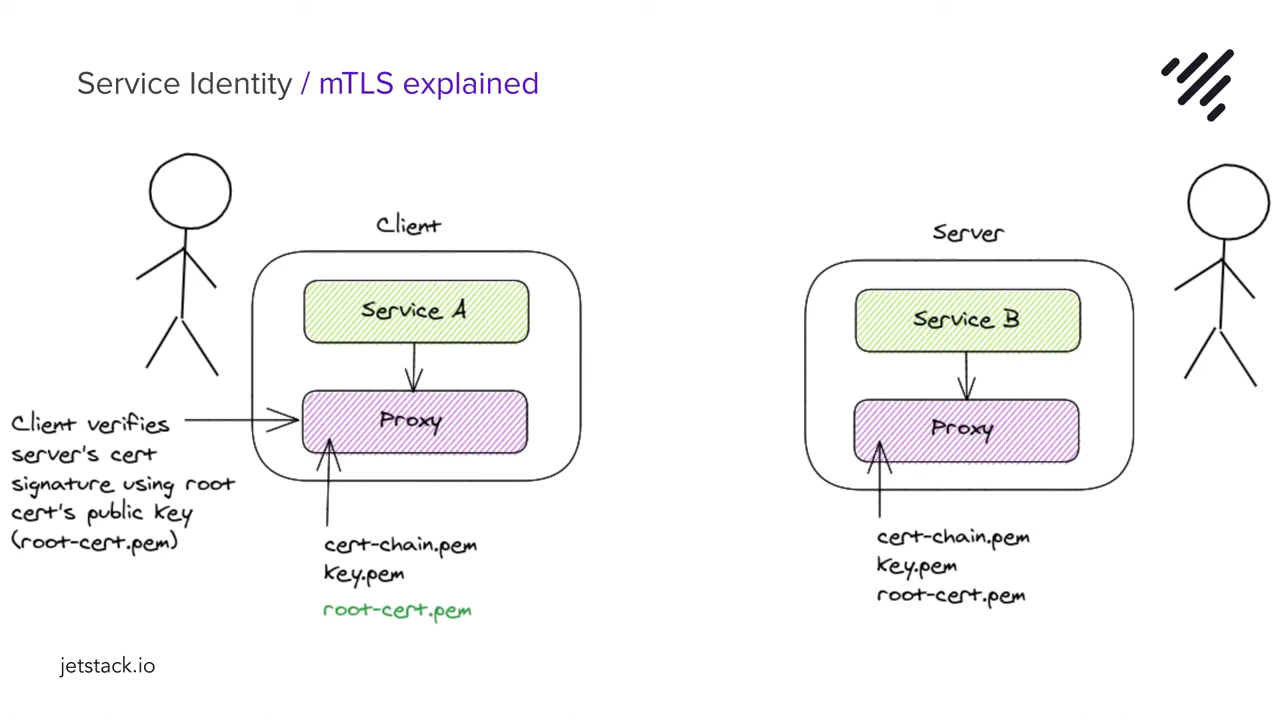 Service Identity / mTLS explained
Client
Service A
Proxy
Client verifies
server's cert
signature using root
cert's public key
(root-cert.pem)
cert-chain.pem
key.pem
root-cert.pem
Server
Service B
Proxy
cert-chain.pem
key.pem
root-cert.pem
jetstack.io